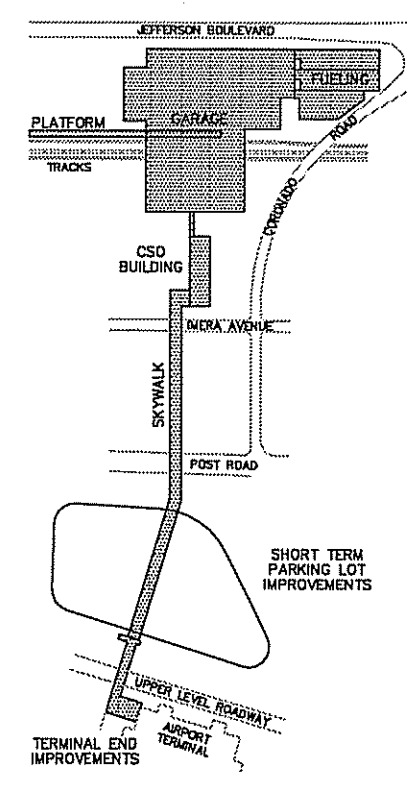 JEFFERSON BOULEVARD
FUELING
PLATFORM
GARAGE
ROAD
TRACKS
CORONADO
CSO
BUILDING
IMERA AVENUE
SKYWALK
POST ROAD
SHORT TERM
PARKING LOT
IMPROVEMENTS
UPPER LEVEL ROADWAY
AIRPORT
TERMINAL
TERMINAL END
IMPROVEMENTS